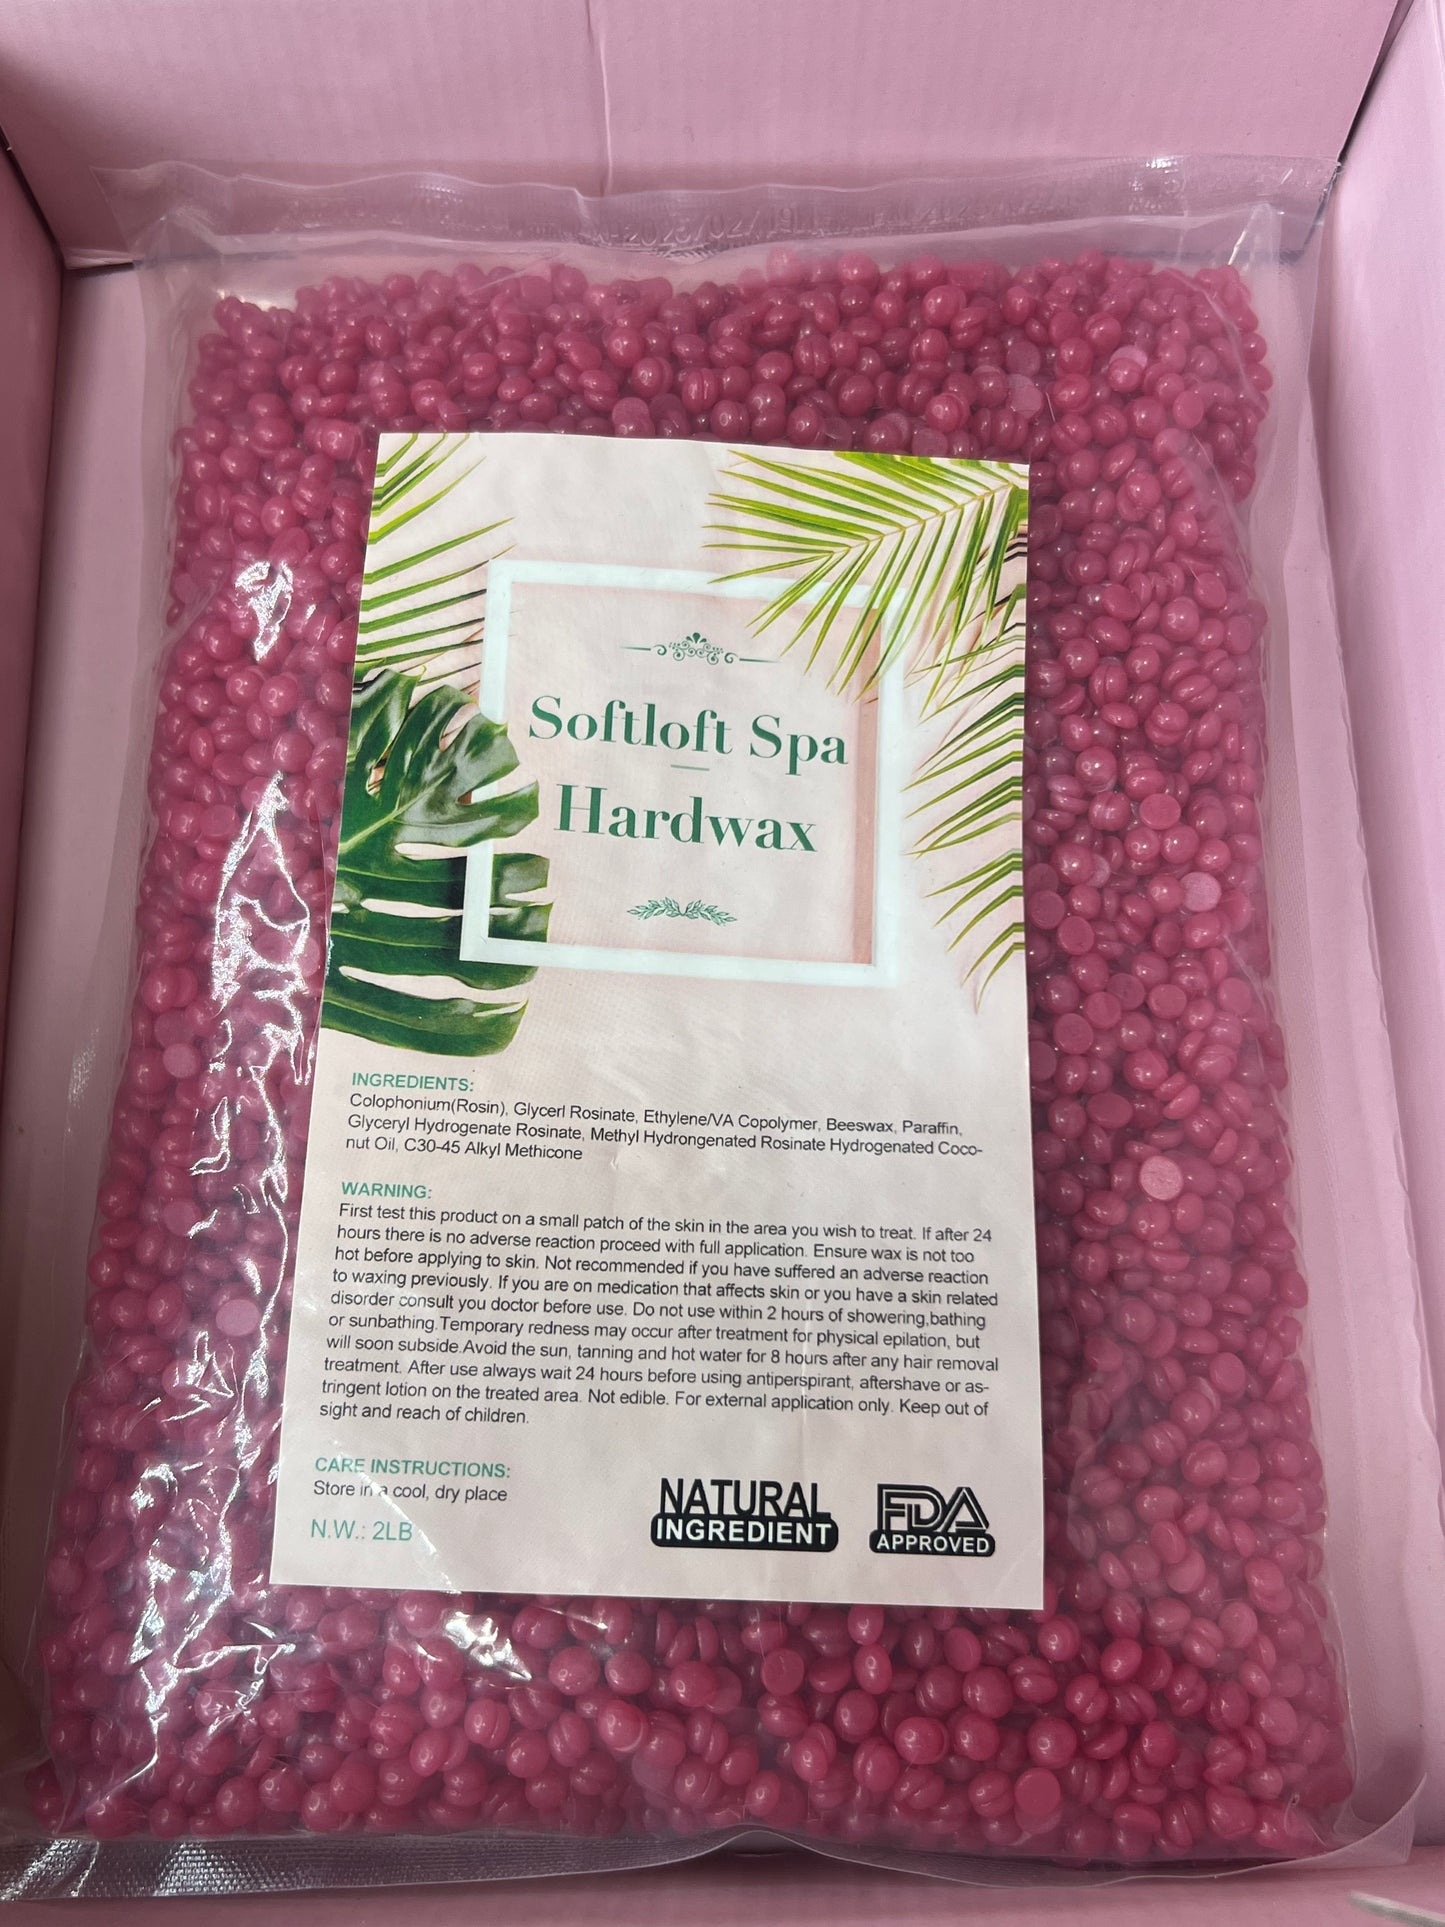 2023/02/19
Softloft Spa
Hardwax
INGREDIENTS:
Colophonium(Rosin), Glycerl Rosinate, Ethylene/VA Copolymer, Beeswax, Paraffin,
Glyceryl Hydrogenate Rosinate, Methyl Hydrongenated Rosinate Hydrogenated Coco-
nut Oil, C30-45 Alkyl Methicone
WARNING:
First test this product on a small patch of the skin in the area you wish to treat. If after 24
hours there is no adverse reaction proceed with full application. Ensure wax is not too
hot before applying to skin. Not recommended if you have suffered an adverse reaction
to waxing previously. If you are on medication that affects skin or you have a skin related
disorder consult you doctor before use. Do not use within 2 hours of showering,bathing
or sunbathing.Temporary redness may occur after treatment for physical epilation, but
will soon subside.Avoid the sun, tanning and hot water for 8 hours after any hair removal
treatment. After use always wait 24 hours before using antiperspirant, aftershave or as-
tringent lotion on the treated area. Not edible. For external application only. Keep out of
sight and reach of children.
CARE INSTRUCTIONS:
Store in a cool, dry place
N.W.: 2LB
NATURAL
INGREDIENT
FDA
APPROVED